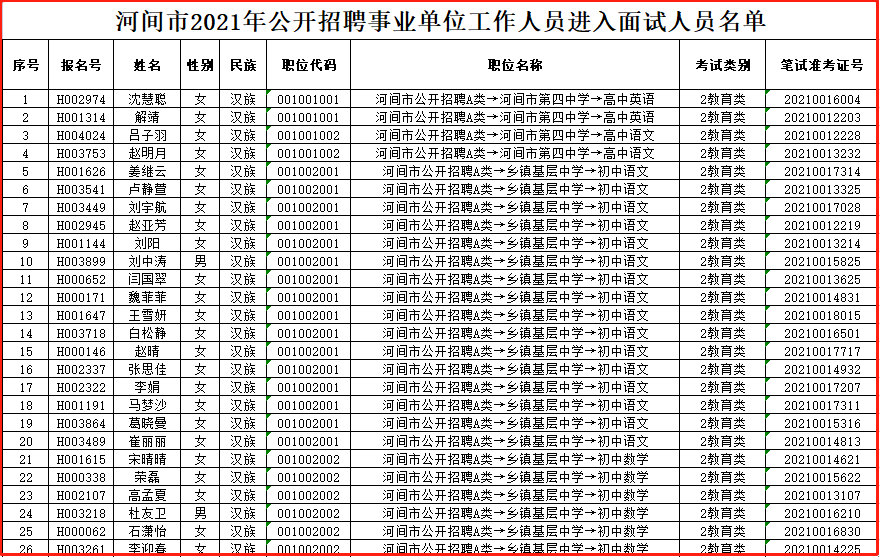 河间市2021年公开招聘事业单位工作人员进入面试人员名单
序号 报名号 姓名 性别 民族 职位代码 职位名称 考试类别 笔试准考证号
1 H002974 沈慧聪 女 汉族 001001001 河间市公开招聘A类→河间市第四中学→高中英语 2教育类 20210016004
2 H001314 解靖 女 汉族 001001001 河间市公开招聘A类→河间市第四中学→高中英语 2教育类 20210012203
3 H004024 吕子羽 女 汉族 001001002 河间市公开招聘A类→河间市第四中学→高中语文 2教育类 20210012228
4 H003753 赵明月 女 汉族 001001002 河间市公开招聘A类→河间市第四中学→高中语文 2教育类 20210013232
5 H001626 姜继云 女 汉族 001002001 河间市公开招聘A类→乡镇基层中学→初中语文 2教育类 20210017314
6 H003541 卢静萱 女 汉族 001002001 河间市公开招聘A类→乡镇基层中学→初中语文 2教育类 20210013325
7 H003449 刘宇航 女 汉族 001002001 河间市公开招聘A类→乡镇基层中学→初中语文 2教育类 20210017028
8 H002945 赵亚芳 女 汉族 001002001 河间市公开招聘A类→乡镇基层中学→初中语文 2教育类 20210012219
9 H001144 刘阳 女 汉族 001002001 河间市公开招聘A类→乡镇基层中学→初中语文 2教育类 20210013214
10 H003899 刘中涛 男 汉族 001002001 河间市公开招聘A类→乡镇基层中学→初中语文 2教育类 20210015825
11 H000652 闫国翠 女 汉族 001002001 河间市公开招聘A类→乡镇基层中学→初中语文 2教育类 20210013625
12 H000171 魏菲菲 女 汉族 001002001 河间市公开招聘A类→乡镇基层中学→初中语文 2教育类 20210014831
13 H001647 王雪妍 女 汉族 001002001 河间市公开招聘A类→乡镇基层中学→初中语文 2教育类 20210018015
14 H003718 白松静 女 汉族 001002001 河间市公开招聘A类→乡镇基层中学→初中语文 2教育类 20210016501
15 H000146 赵晴 女 汉族 001002001 河间市公开招聘A类→乡镇基层中学→初中语文 2教育类 20210017717
16 H002337 张思佳 女 汉族 001002001 河间市公开招聘A类→乡镇基层中学→初中语文 2教育类 20210014932
17 H002322 李娟 女 汉族 001002001 河间市公开招聘A类→乡镇基层中学→初中语文 2教育类 20210017207
18 H001191 马梦沙 女 汉族 001002001 河间市公开招聘A类→乡镇基层中学→初中语文 2教育类 20210017311
19 H003864 葛晓曼 女 汉族 001002001 河间市公开招聘A类→乡镇基层中学→初中语文 2教育类 20210015316
20 H003489 崔丽丽 女 汉族 001002001 河间市公开招聘A类→乡镇基层中学→初中语文 2教育类 20210014813
21 H001615 宋晴晴 女 汉族 001002002 河间市公开招聘A类→乡镇基层中学→初中数学 2教育类 20210014621
22 H000338 荣磊 女 汉族 001002002 河间市公开招聘A类→乡镇基层中学→初中数学 2教育类 20210015622
23 H002107 高孟夏 女 汉族 001002002 河间市公开招聘A类→乡镇基层中学→初中数学 2教育类 20210013107
24 H003218 杜友卫 男 汉族 001002002 河间市公开招聘A类→乡镇基层中学→初中数学 2教育类 20210016210
25 H000062 石潇怡 女 汉族 001002002 河间市公开招聘A类→乡镇基层中学→初中数学 2教育类 20210016830
26 H003261 李迎春 女 汉族 001002002 河间市公开招聘A类→乡镇基层中学→初中数学 2教育类 20210014225